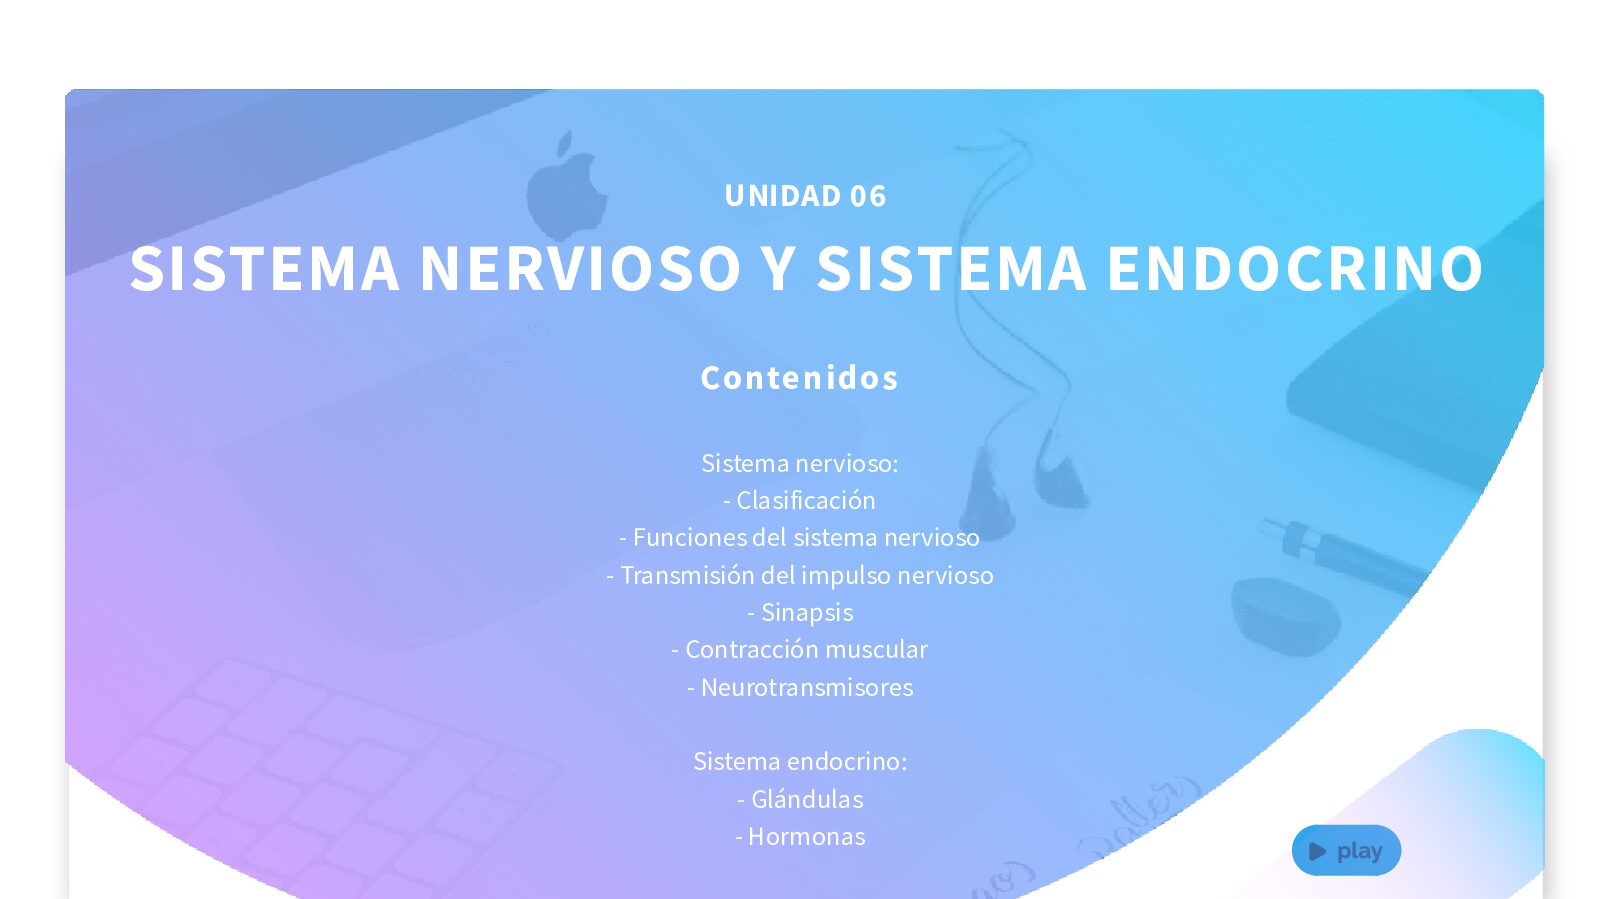 UNIDAD 06
SISTEMA NERVIOSO Y SISTEMA ENDOCRINO
Contenidos
Sistema nervioso:
- Clasificación
- Funciones del sistema nervioso
- Transmisión del impulso nervioso
- Sinapsis
- Contracción muscular
- Neurotransmisores
Sistema endocrino:
- Glándulas
- Hormonas
play